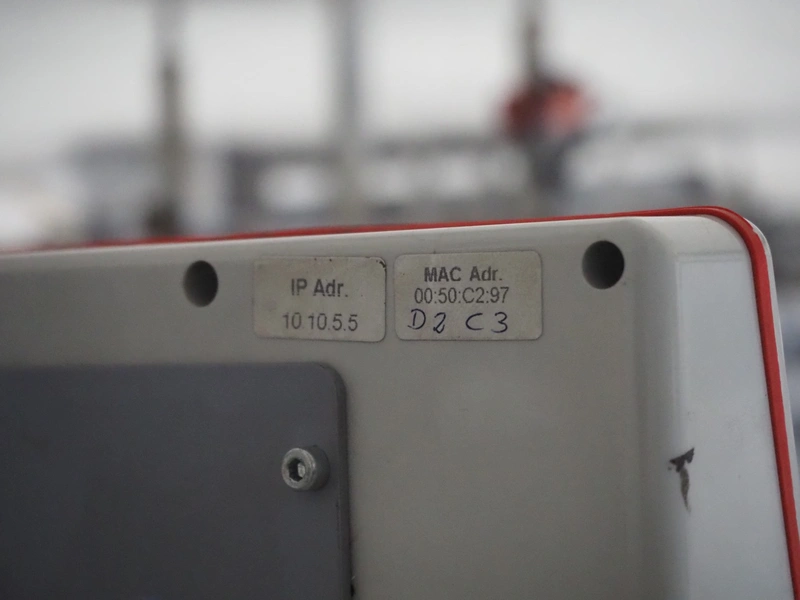 IP Adr.
10.10.5.5
MAC Adr.
00:50:C2:97
D2 C3